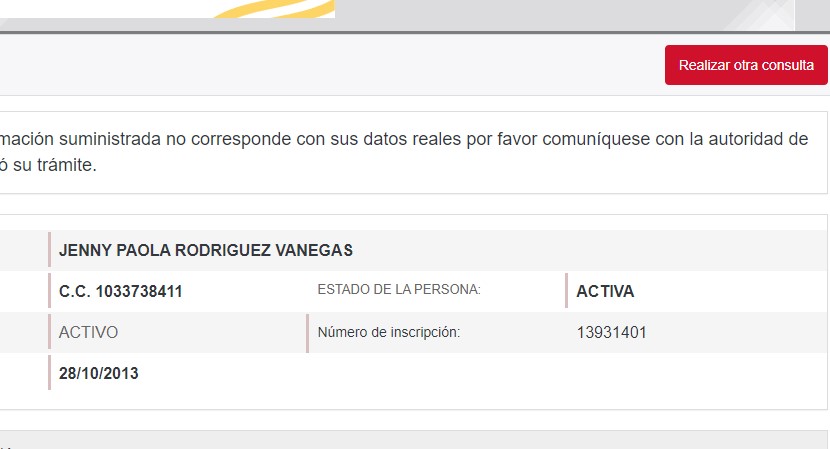 Realizar otra consulta
mación suministrada no corresponde con sus datos reales por favor comuníquese con la autoridad de
ó su trámite.
JENNY PAOLA RODRIGUEZ VANEGAS
C.C. 1033738411 ESTADO DE LA PERSONA: ACTIVA
ACTIVO Número de inscripción: 13931401
28/10/2013